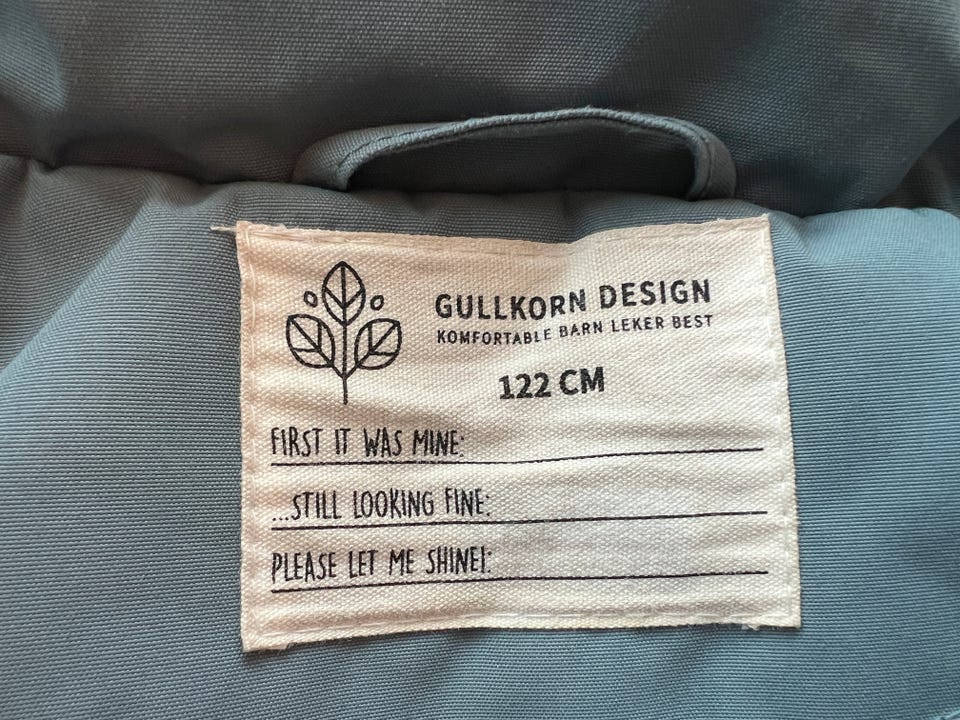 GULLKORN DESIGN
KOMFORTABLE BARN LEKER BEST
122 CM
FIRST IT WAS MINE:
...STILL LOOKING FINE:
PLEASE LET ME SHINE!: